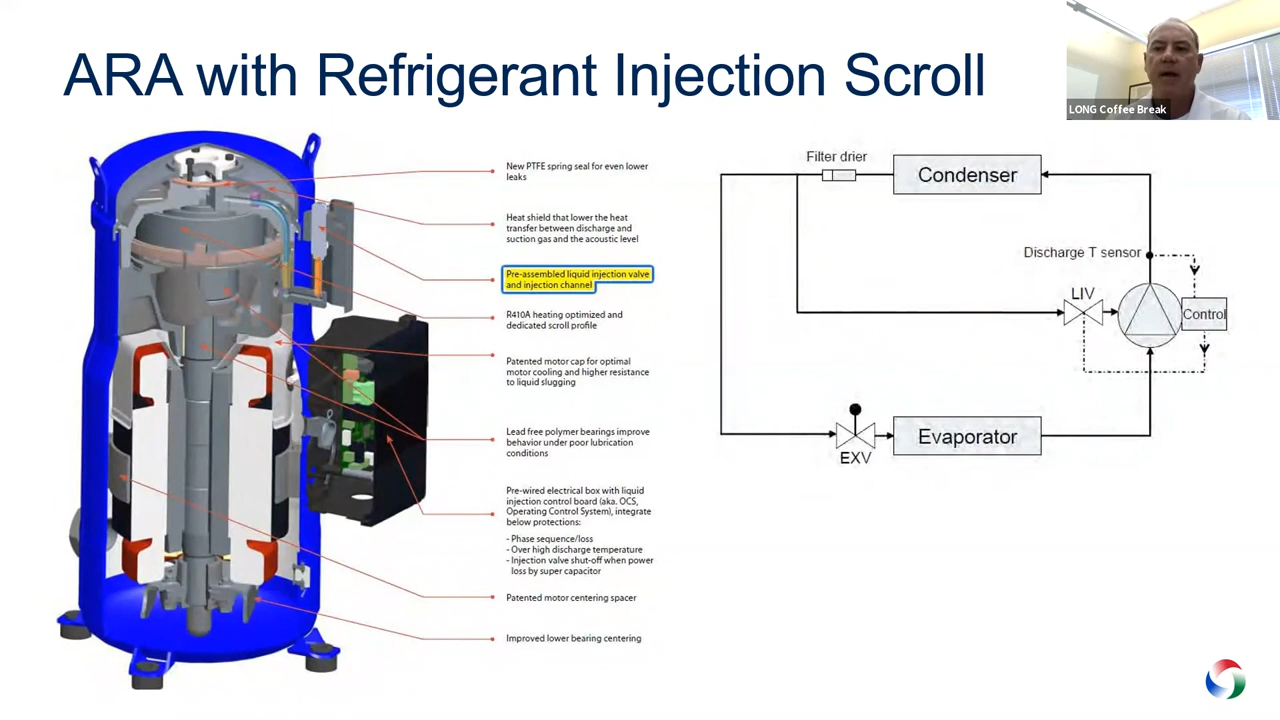 ARA with Refrigerant Injection Scroll
LONG Coffee Break
New PTFE spring seal for even lower
leaks
Heat shield that lower the heat
transfer between discharge and
suction gas and the acoustic level
Pre-assembled liquid injection valve
and injection channel
R410A heating optimized and
dedicated scroll profile
Patented motor cap for optimal
motor cooling and higher resistance
to liquid slugging
Lead free polymer bearings improve
behavior under poor lubrication
conditions
Pre-wired electrical box with liquid
injection control board (aka. OCS,
Operating Control System), integrate
below protections:
- Phase sequence/loss
- Over high discharge temperature
- Injection valve shut-off when power
loss by super capacitor
Patented motor centering spacer
Improved lower bearing centering
Filter drier
Condenser
Discharge T sensor
LIV
Control
EXV
Evaporator